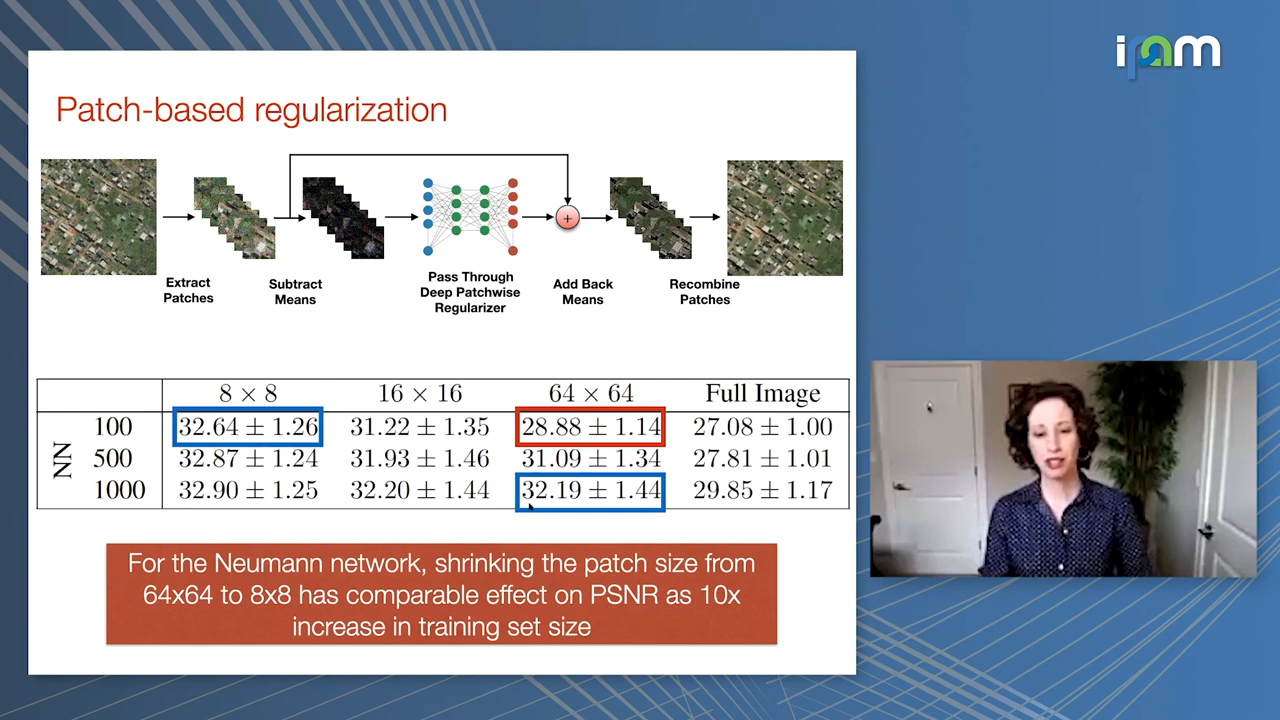 ipam
Patch-based regularization
Extract
Patches
Subtract
Means
Pass Through
Deep Patchwise
Regularizer
+
Add Back
Means
Recombine
Patches
8 × 8 16 × 16 64 × 64 Full Image
NN
100 32.64 ± 1.26 31.22 ± 1.35 28.88 ± 1.14 27.08 ± 1.00
500 32.87 ± 1.24 31.93 ± 1.46 31.09 ± 1.34 27.81 ± 1.01
1000 32.90 ± 1.25 32.20 ± 1.44 32.19 ± 1.44 29.85 ± 1.17
For the Neumann network, shrinking the patch size from
64x64 to 8x8 has comparable effect on PSNR as 10x
increase in training set size